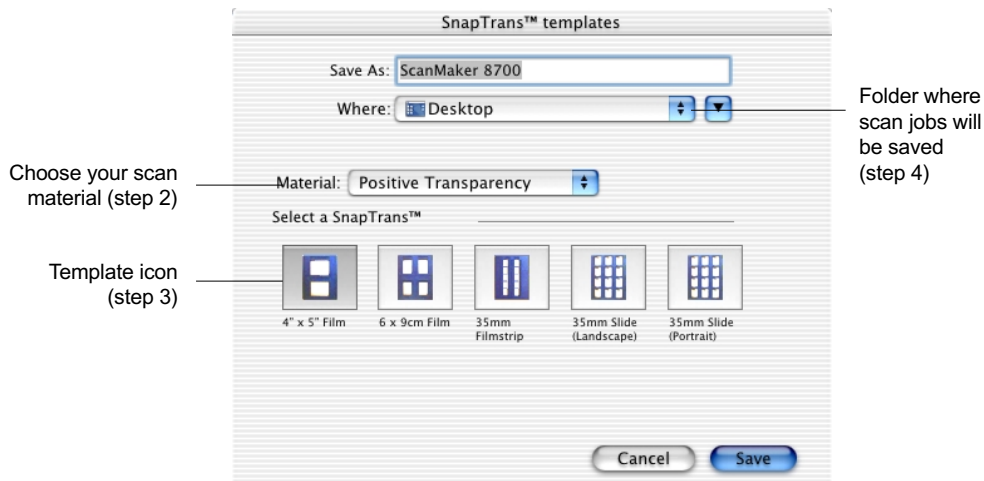 SnapTrans™ templates
Save As: ScanMaker 8700
Where: Desktop
Folder where
scan jobs will
be saved
(step 4)
Choose your scan
material (step 2)
Material: Positive Transparency
Select a SnapTrans™
Template icon
(step 3)
4" x 5" Film
6 x 9cm Film
35mm
Filmstrip
35mm Slide
(Landscape)
35mm Slide
(Portrait)
Cancel
Save